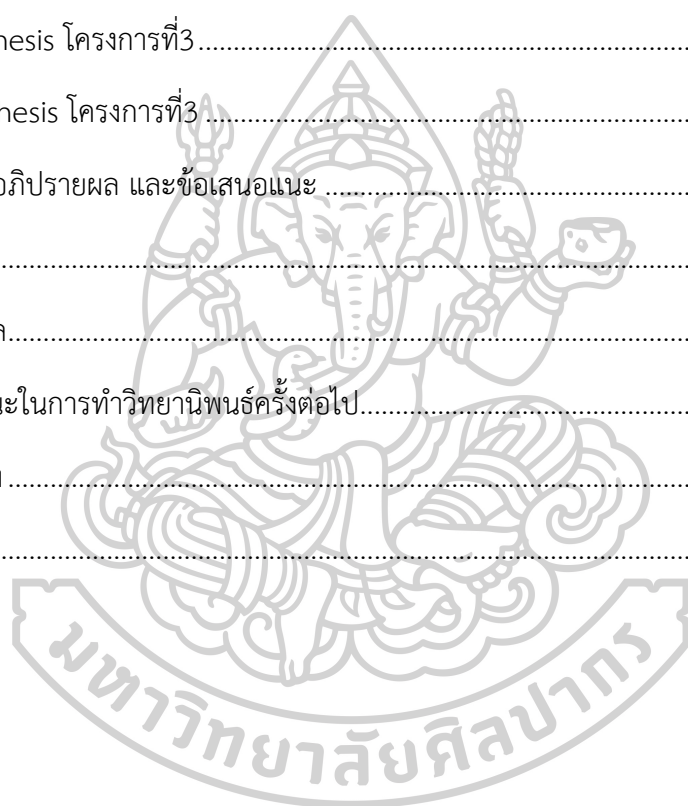 nesis โครงการที่3........................................................................
nesis โครงการที่3 .......................................................................
อภิปรายผล และข้อเสนอแนะ ......................................................
................................................................................................
ล...............................................................................................
นะในการทำวิทยานิพนธ์ครั้งต่อไป.................................................
................................................................................................
................................................................................................
มหาวิทยาลัยศิลปากร